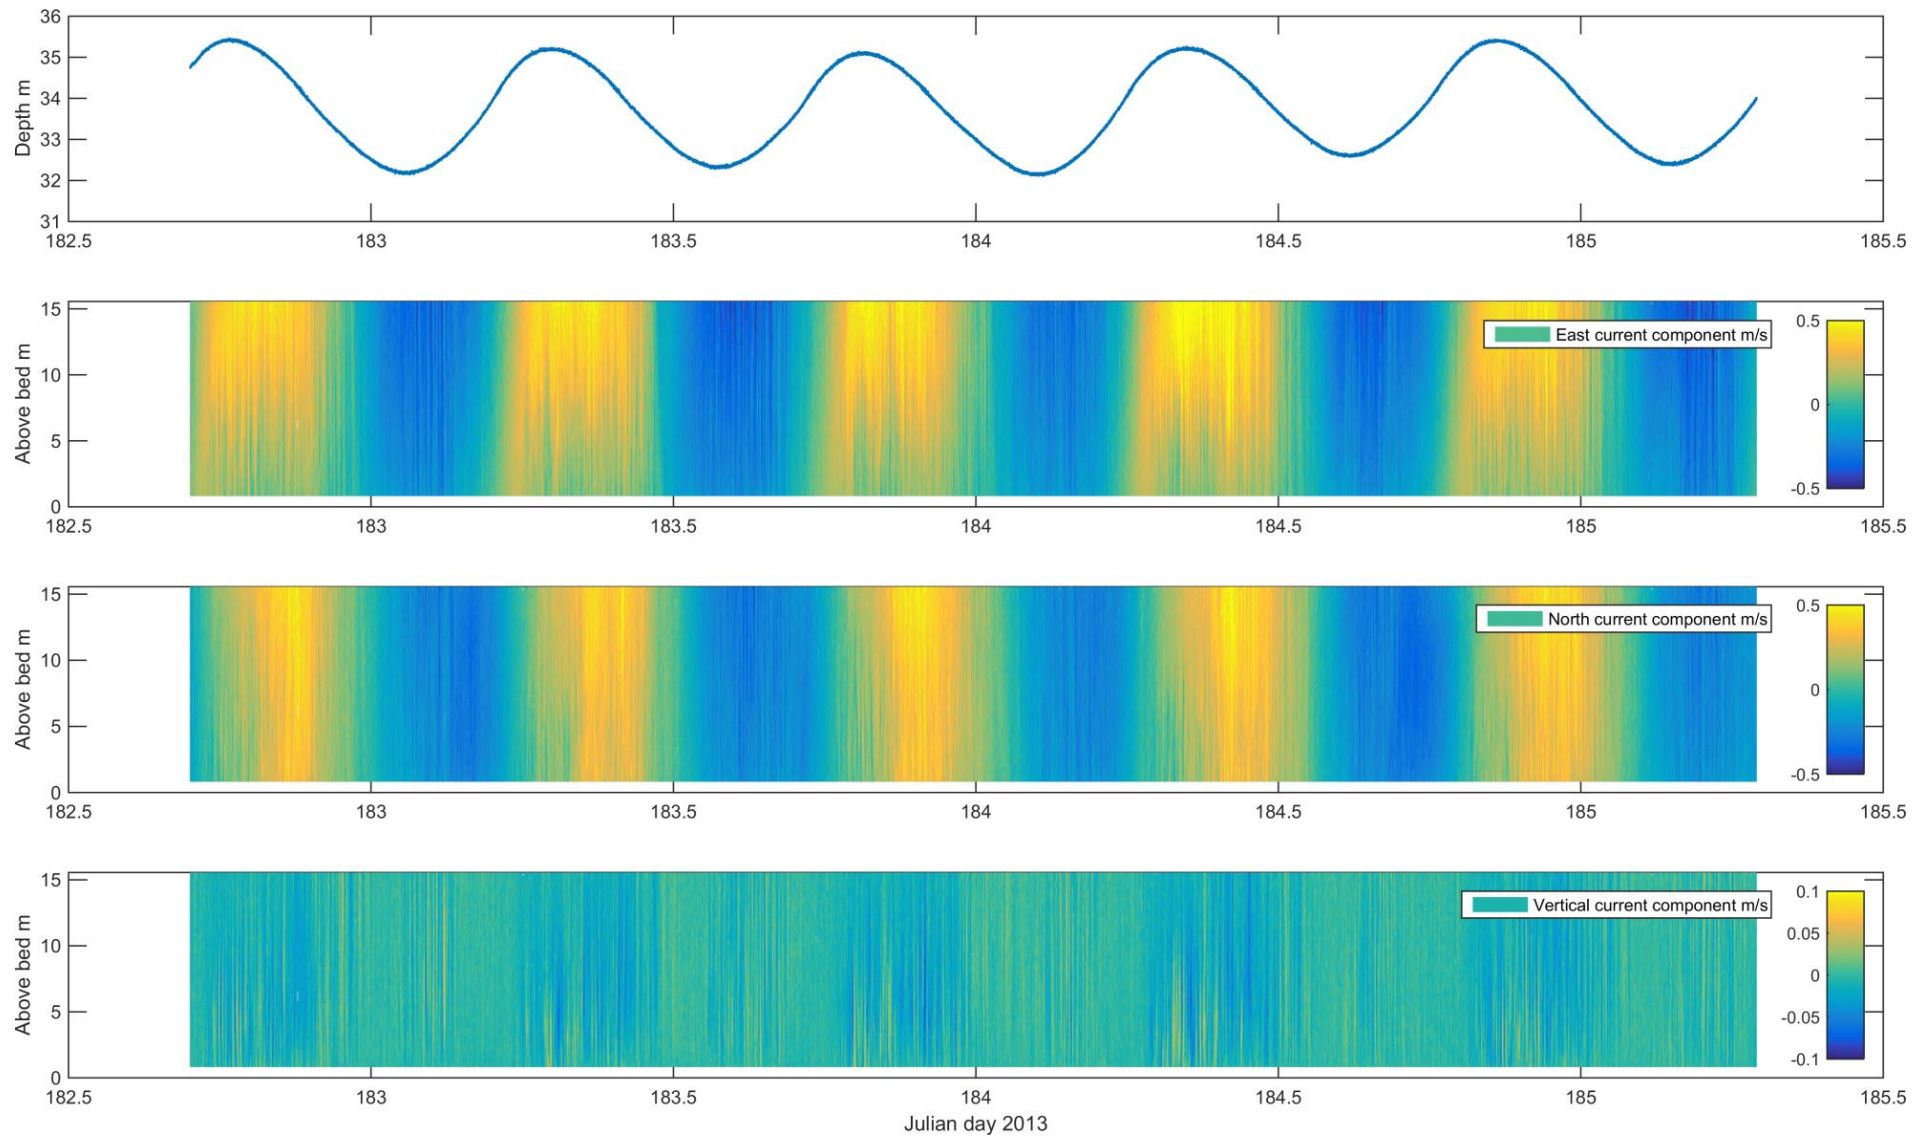 36
35
34
33
32
31
Depth m
182.5 183 183.5 184 184.5 185 185.5
15
10
5
0
Above bed m
East current component m/s
0.5
0
-0.5
182.5 183 183.5 184 184.5 185 185.5
15
10
5
0
Above bed m
North current component m/s
0.5
0
-0.5
182.5 183 183.5 184 184.5 185 185.5
15
10
5
0
Above bed m
Vertical current component m/s
0.1
0.05
0
-0.05
-0.1
182.5 183 183.5 184 184.5 185 185.5
Julian day 2013